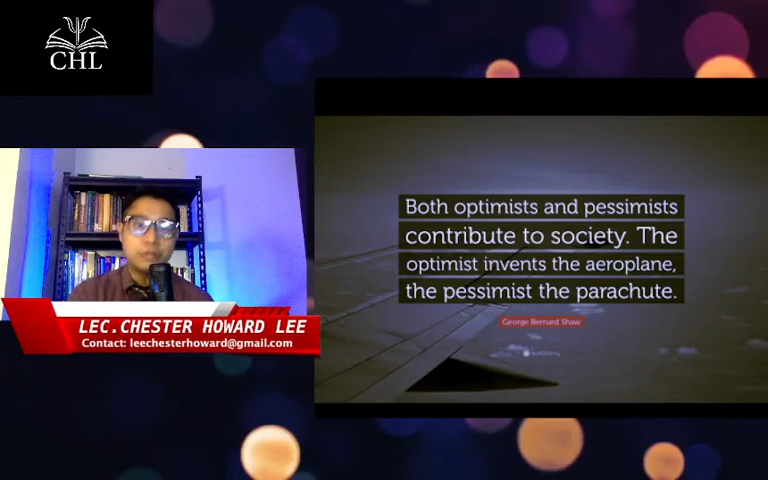 CHL
LEC.CHESTER HOWARD LEE
Contact: leechesterhoward@gmail.com
Both optimists and pessimists
contribute to society. The
optimist invents the aeroplane,
the pessimist the parachute.
George Bernard Shaw